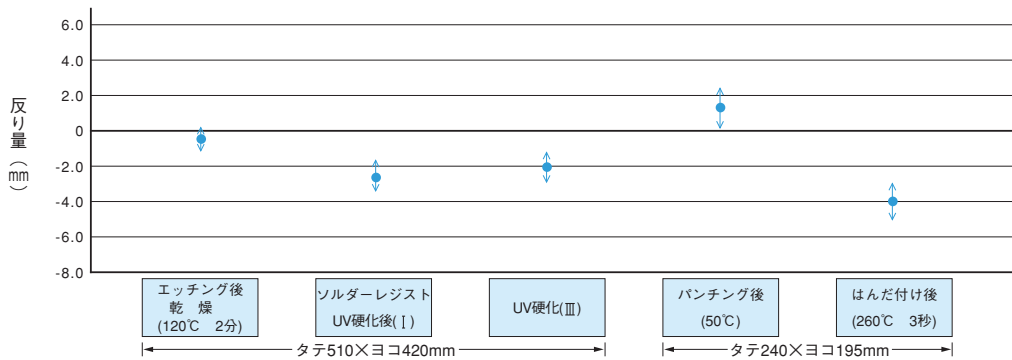 6.0
4.0
2.0
0
-2.0
-4.0
-6.0
-8.0
反り量（㎜）
エッチング後
乾　燥
(120℃　2分)
ソルダーレジスト
UV硬化後(Ⅰ)
UV硬化(Ⅲ)
パンチング後
(50℃)
はんだ付け後
(260℃　3秒)
タテ510×ヨコ420mm
タテ240×ヨコ195mm